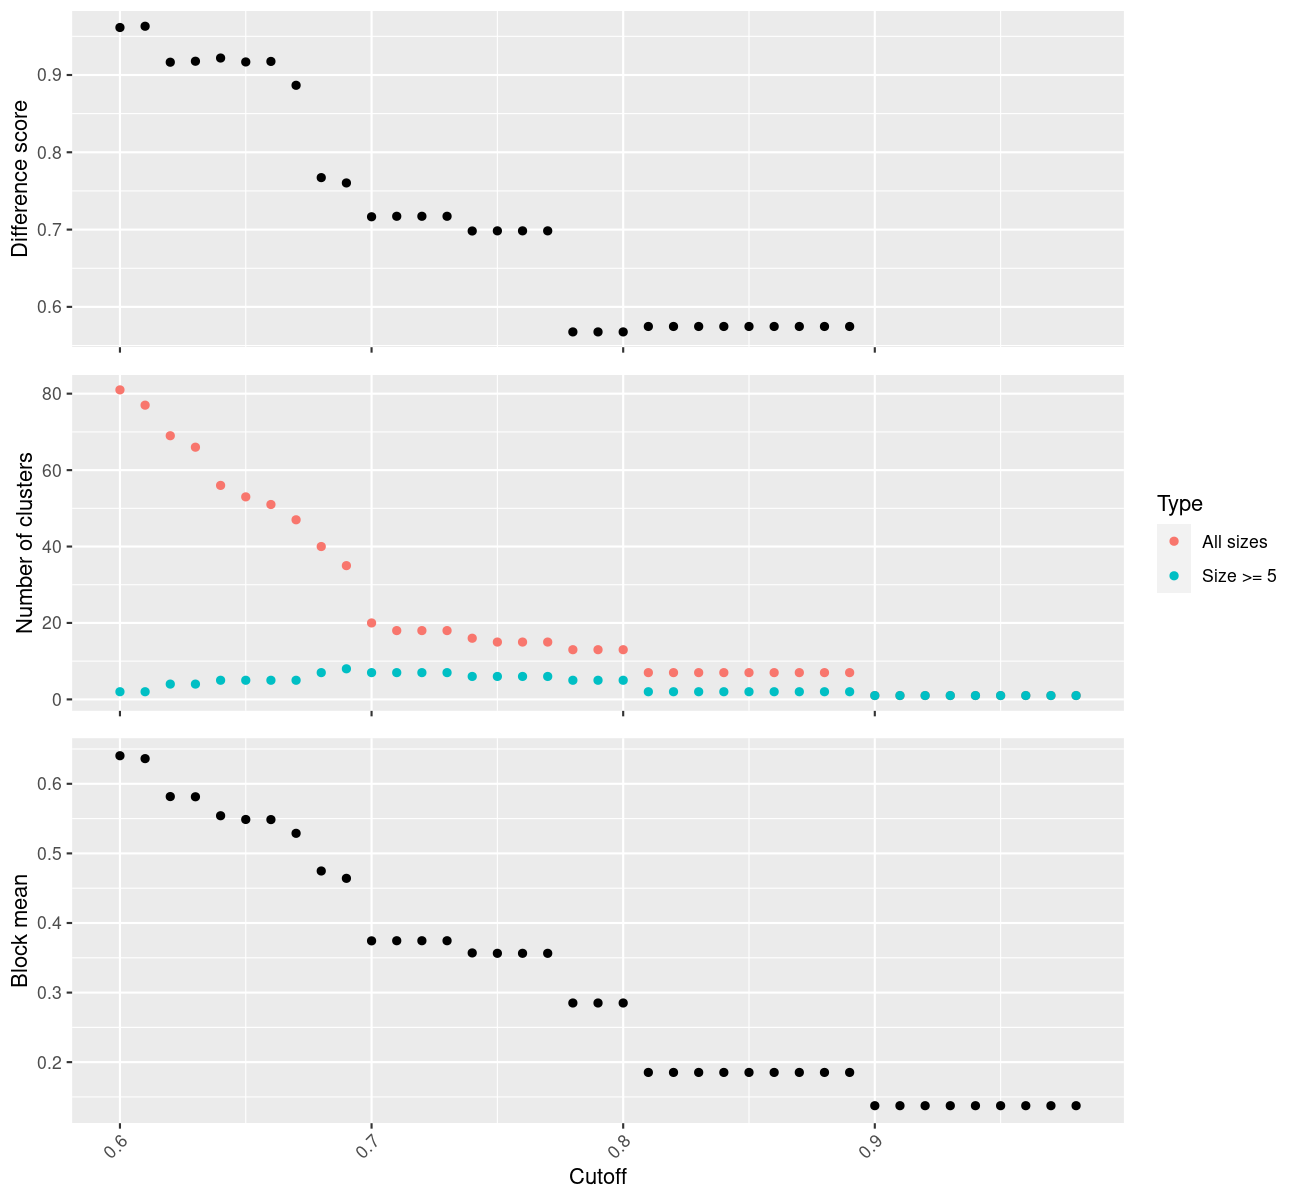 Difference score
0.9
0.8
0.7
0.6
Number of clusters
80
60
40
20
0
Type
All sizes
Size >= 5
Block mean
0.6
0.5
0.4
0.3
0.2
0.6
0.7
0.8
0.9
Cutoff